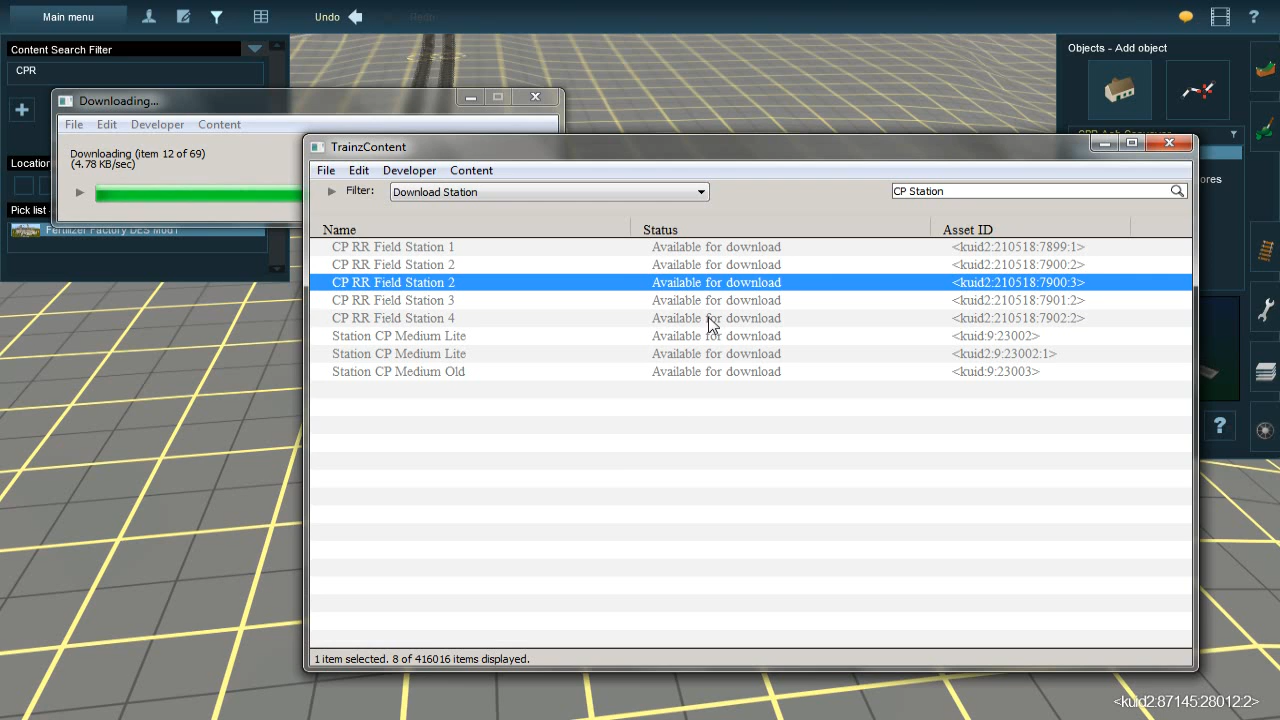 Main menu
Undo
Redo
?
Content Search Filter
CPR
Objects - Add object
Downloading...
File Edit Developer Content
Downloading (item 12 of 69)
(4.78 KB/sec)
TrainzContent
File Edit Developer Content
Filter: Download Station
CP Station
Name Status Asset ID
CP RR Field Station 1 Available for download <kuid2:210518:7899:1>
CP RR Field Station 2 Available for download <kuid2:210518:7900:2>
CP RR Field Station 2 Available for download <kuid2:210518:7900:3>
CP RR Field Station 3 Available for download <kuid2:210518:7901:2>
CP RR Field Station 4 Available for download <kuid2:210518:7902:2>
Station CP Medium Lite Available for download <kuid:9:23002>
Station CP Medium Lite Available for download <kuid2:9:23002:1>
Station CP Medium Old Available for download <kuid:9:23003>
1 item selected. 8 of 416016 items displayed.
Location
Pick list
Fertilizer Factory DES Mod1
ores
?
<kuid2:87145:28012:2>